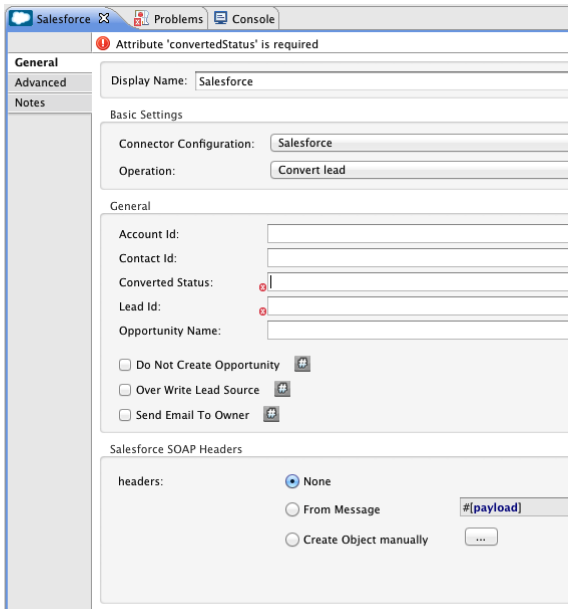 Salesforce Problems Console
Attribute 'convertedStatus' is required
General
Advanced
Notes
Display Name: Salesforce
Basic Settings
Connector Configuration: Salesforce
Operation: Convert lead
General
Account Id:
Contact Id:
Converted Status:
Lead Id:
Opportunity Name:
Do Not Create Opportunity #
Over Write Lead Source #
Send Email To Owner #
Salesforce SOAP Headers
headers: None
From Message #[payload]
Create Object manually ...